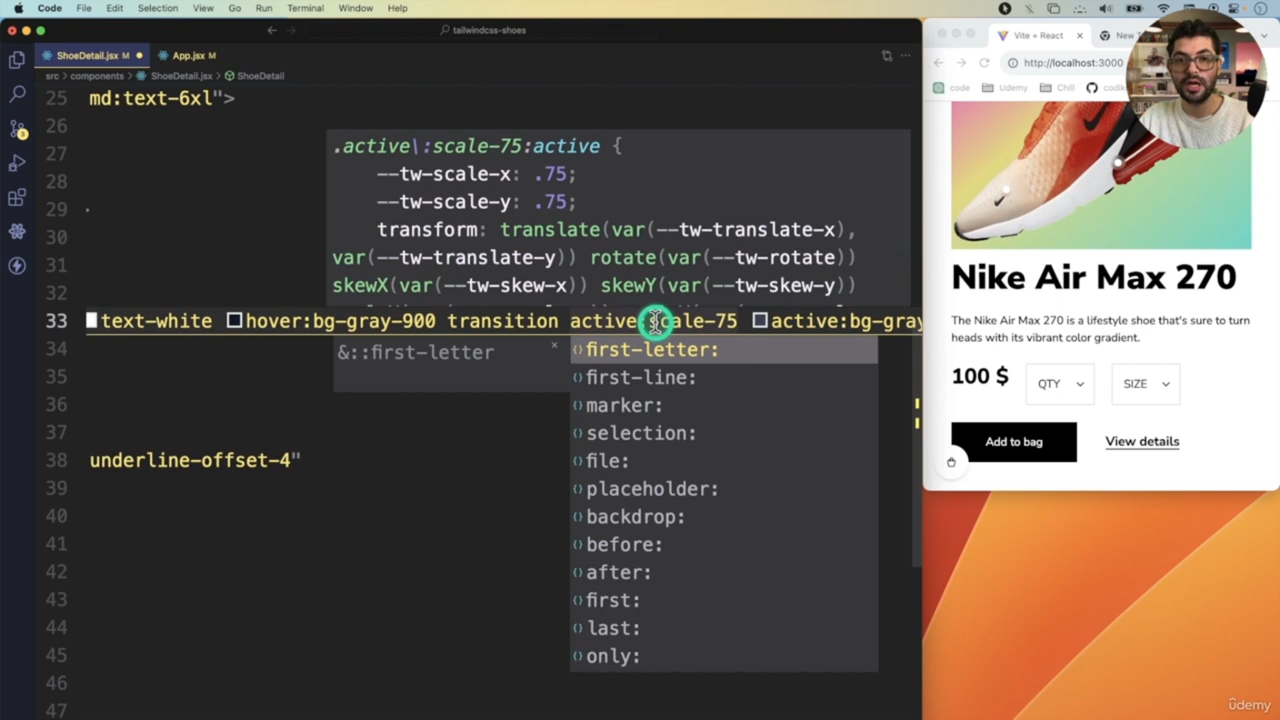 Code File Edit Selection View Go Run Terminal Window Help
tailwindcss-shoes
ShoeDetail.jsx M App.jsx M
src > components > ShoeDetail.jsx > ShoeDetail
25 md:text-6xl">
26
27 .active\:scale-75:active {
28 --tw-scale-x: .75;
29 --tw-scale-y: .75;
30 transform: translate(var(--tw-translate-x),
31 var(--tw-translate-y)) rotate(var(--tw-rotate))
32 skewX(var(--tw-skew-x)) skewY(var(--tw-skew-y))
33 text-white hover:bg-gray-900 transition active:scale-75 active:bg-gray
34 &::first-letter × first-letter:
35 first-line:
36 marker:
37 selection:
38 underline-offset-4" file:
39 placeholder:
40 backdrop:
41 before:
42 after:
43 first:
44 last:
45 only:
46
47
Vite + React × New T
http://localhost:3000
code Udemy Chill codik
Nike Air Max 270
The Nike Air Max 270 is a lifestyle shoe that's sure to turn
heads with its vibrant color gradient.
100 $ QTY SIZE
Add to bag View details
ûdemy